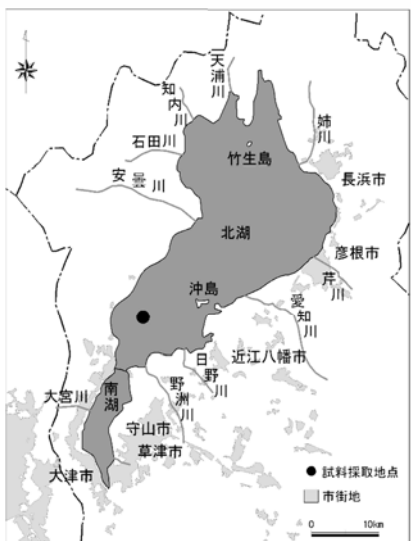 天浦川
知内川
石田川
安曇川
姉川
竹生島
長浜市
北湖
彦根市
芹川
沖島
愛知川
近江八幡市
日野川
野洲川
南湖
大宮川
守山市
草津市
大津市
試料採取地点
市街地
0 10km